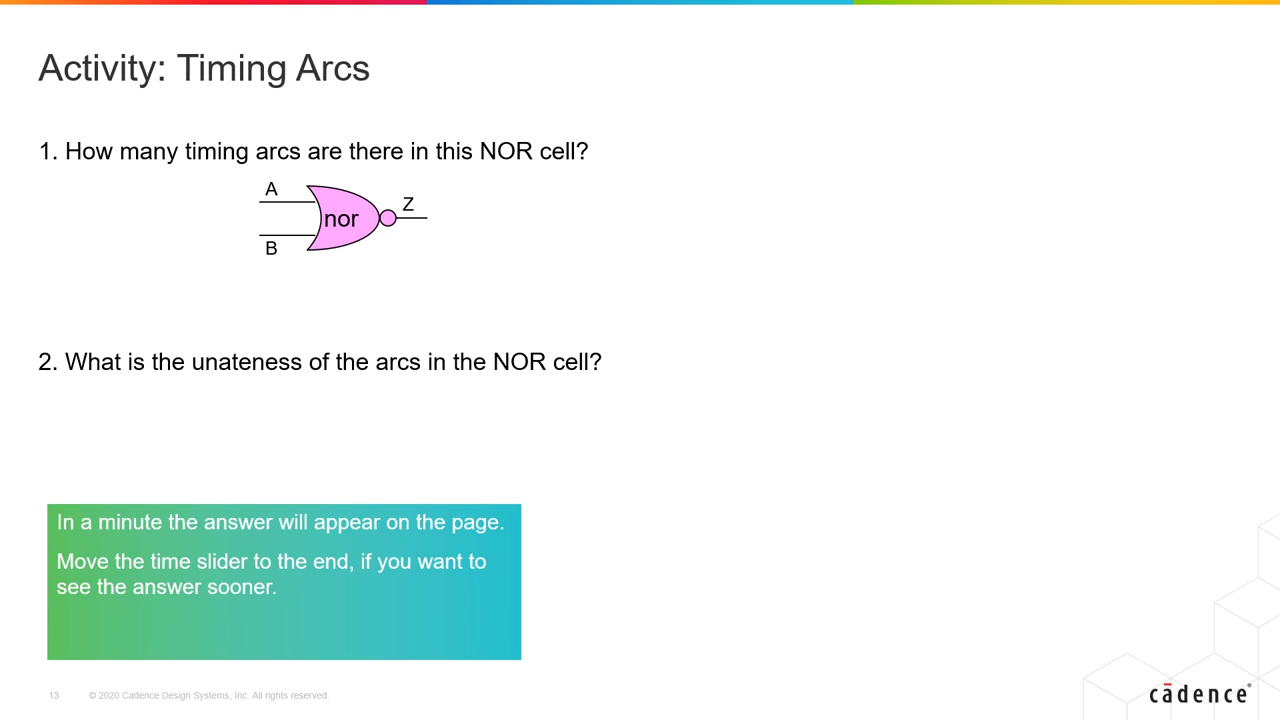 Activity: Timing Arcs
1. How many timing arcs are there in this NOR cell?
A
nor
Z
B
2. What is the unateness of the arcs in the NOR cell?
In a minute the answer will appear on the page.
Move the time slider to the end, if you want to
see the answer sooner.
13 © 2020 Cadence Design Systems, Inc. All rights reserved.
cādence®